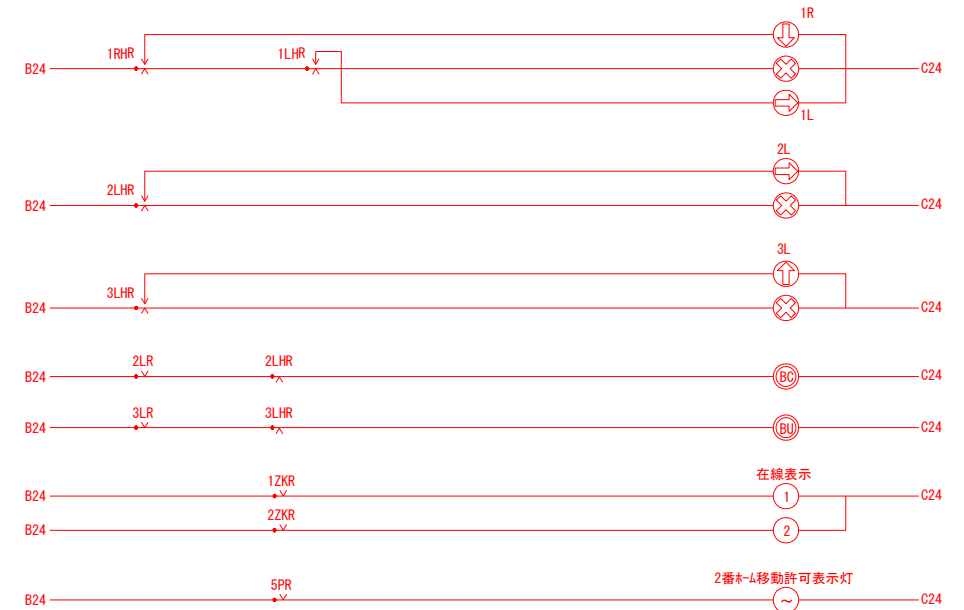 1R
1RHR 1LHR
B24 C24
1L
2L
2LHR
B24 C24
3L
3LHR
B24 C24
2LR 2LHR
B24 BC C24
3LR 3LHR
B24 BU C24
1ZKR 在線表示
B24 1 C24
2ZKR
B24 2
5PR 2番ホーム移動許可表示灯
B24 ~ C24